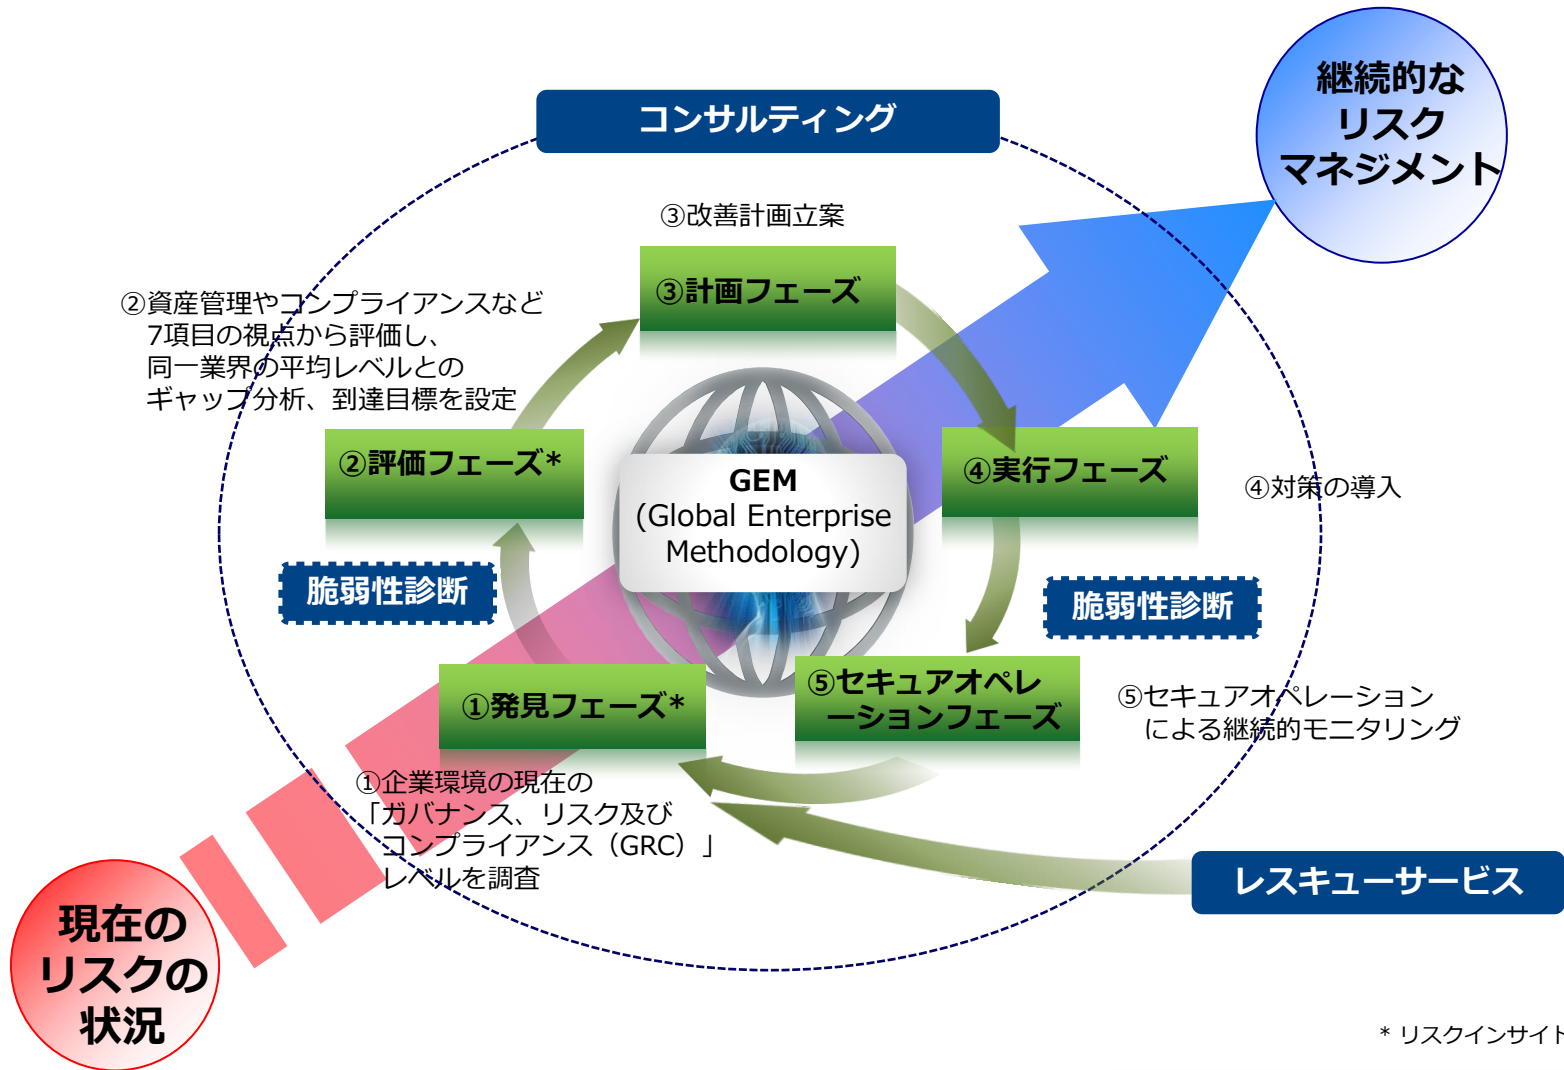 継続的な
リスク
マネジメント
コンサルティング
③改善計画立案
③計画フェーズ
②資産管理やコンプライアンスなど
7項目の視点から評価し、
同一業界の平均レベルとの
ギャップ分析、到達目標を設定
②評価フェーズ*
GEM
(Global Enterprise
Methodology)
④実行フェーズ
④対策の導入
脆弱性診断
脆弱性診断
①発見フェーズ*
⑤セキュアオペレ
ーションフェーズ
⑤セキュアオペレーション
による継続的モニタリング
①企業環境の現在の
「ガバナンス、リスク及び
コンプライアンス（GRC）」
レベルを調査
レスキューサービス
現在の
リスクの
状況
* リスクインサイト